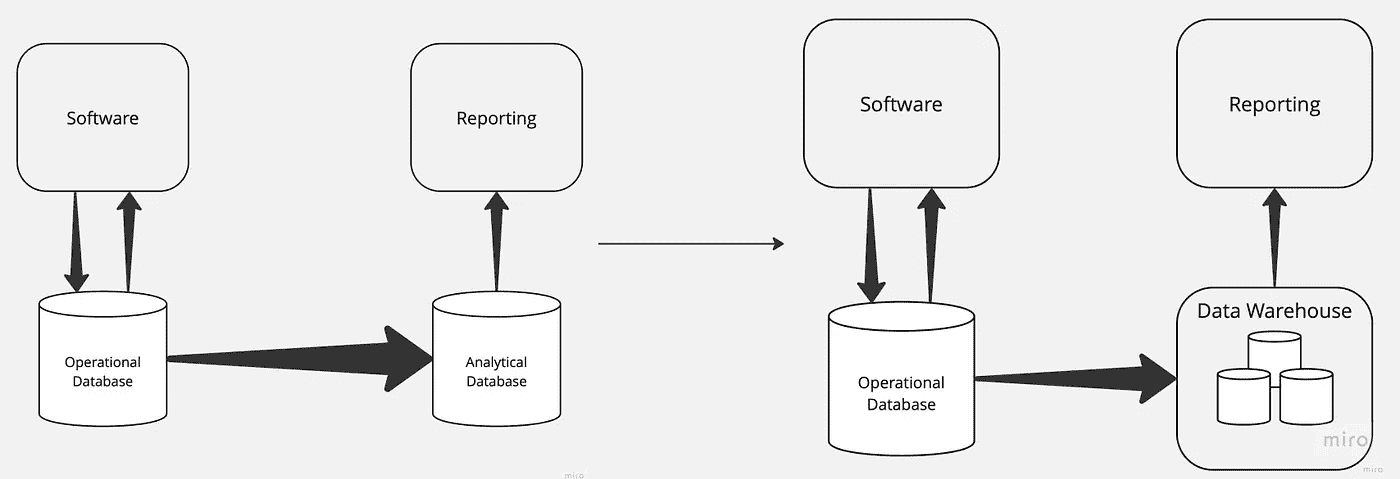 Software
Reporting
Operational
Database
Analytical
Database
miro
Software
Reporting
Operational
Database
Data Warehouse
miro
miro